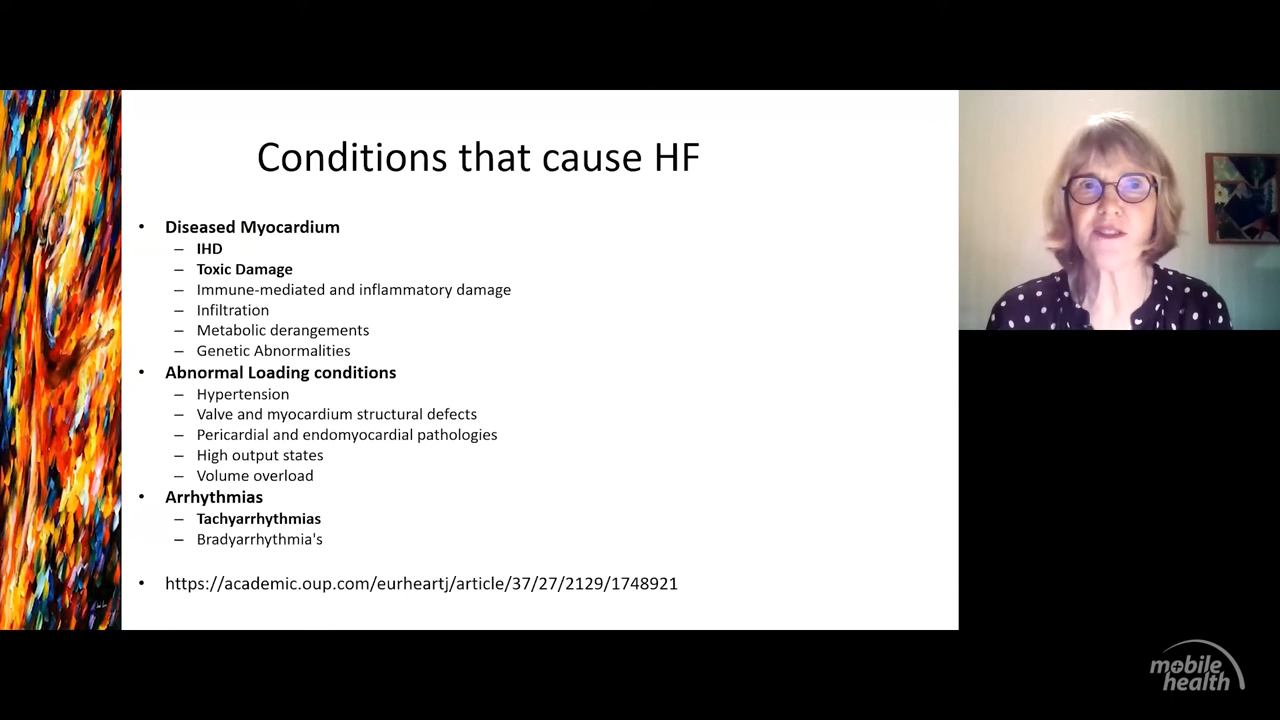 Conditions that cause HF
• Diseased Myocardium
– IHD
– Toxic Damage
– Immune-mediated and inflammatory damage
– Infiltration
– Metabolic derangements
– Genetic Abnormalities
• Abnormal Loading conditions
– Hypertension
– Valve and myocardium structural defects
– Pericardial and endomyocardial pathologies
– High output states
– Volume overload
• Arrhythmias
– Tachyarrhythmias
– Bradyarrhythmia's
• https://academic.oup.com/eurheartj/article/37/27/2129/1748921
mobile
health